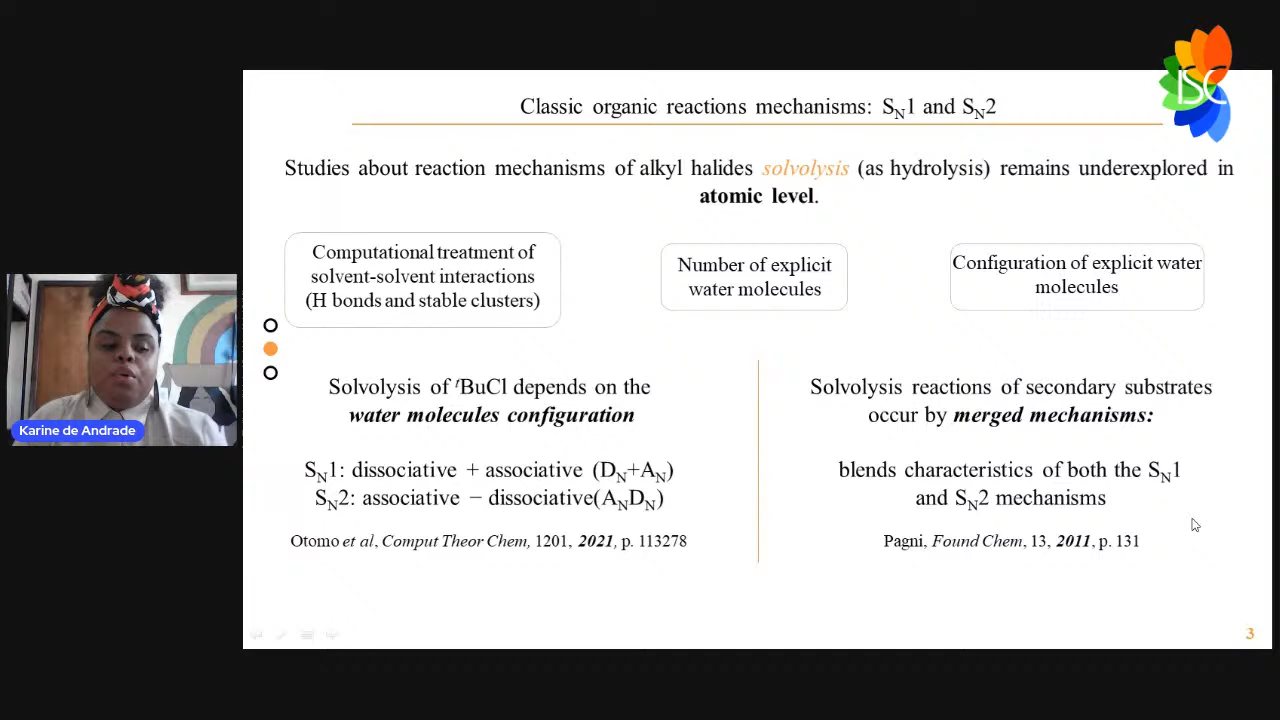 ISC
Classic organic reactions mechanisms: SN1 and SN2
Studies about reaction mechanisms of alkyl halides solvolysis (as hydrolysis) remains underexplored in
atomic level.
Computational treatment of
solvent-solvent interactions
(H bonds and stable clusters)
Number of explicit
water molecules
Configuration of explicit water
molecules
Solvolysis of tBuCl depends on the
water molecules configuration
SN1: dissociative + associative (DN+AN)
SN2: associative − dissociative(ANDN)
Otomo et al, Comput Theor Chem, 1201, 2021, p. 113278
Solvolysis reactions of secondary substrates
occur by merged mechanisms:
blends characteristics of both the SN1
and SN2 mechanisms
Pagni, Found Chem, 13, 2011, p. 131
Karine de Andrade
3